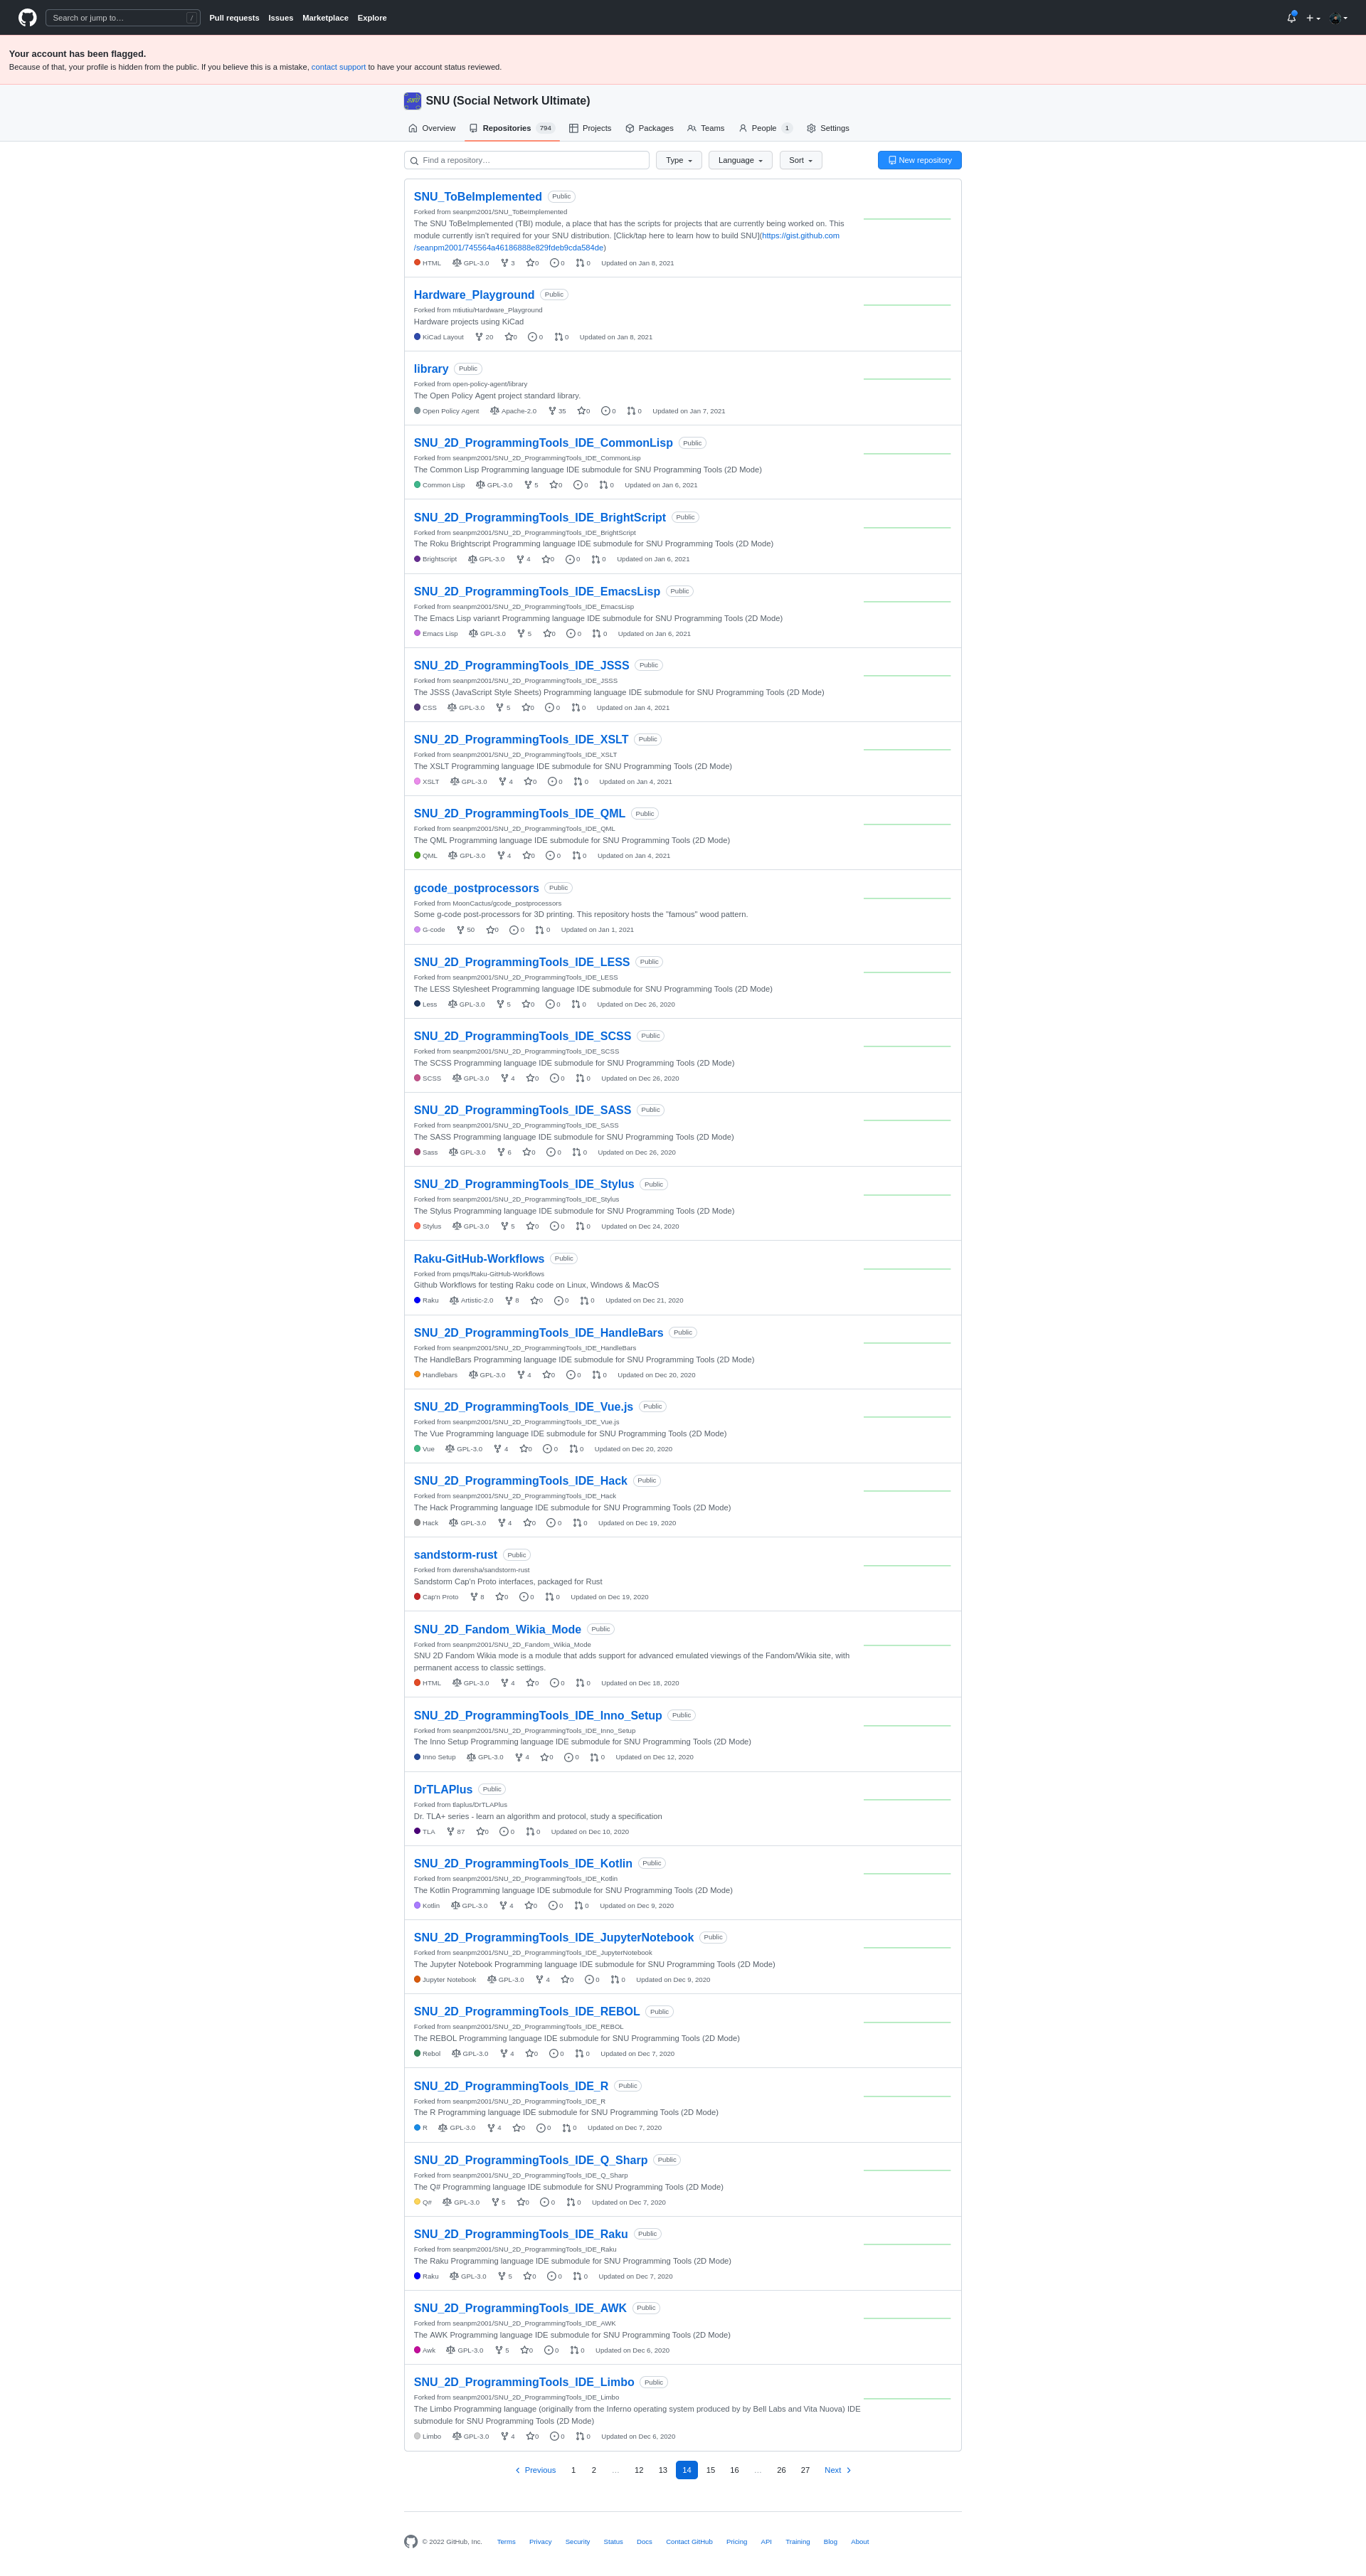 Search or jump to… /
Pull requests Issues Marketplace Explore
Your account has been flagged.
Because of that, your profile is hidden from the public. If you believe this is a mistake, contact support to have your account status reviewed.
SNU (Social Network Ultimate)
Overview Repositories 794 Projects Packages Teams People 1 Settings
Find a repository… Type Language Sort New repository
SNU_ToBeImplemented Public
Forked from seanpm2001/SNU_ToBeImplemented
The SNU ToBeImplemented (TBI) module, a place that has the scripts for projects that are currently being worked on. This
module currently isn't required for your SNU distribution. [Click/tap here to learn how to build SNU](https://gist.github.com
/seanpm2001/745564a46186888e829fdeb9cda584de)
HTML GPL-3.0 3 0 0 0 Updated on Jan 8, 2021
Hardware_Playground Public
Forked from mtiutiu/Hardware_Playground
Hardware projects using KiCad
KiCad Layout 20 0 0 0 Updated on Jan 8, 2021
library Public
Forked from open-policy-agent/library
The Open Policy Agent project standard library.
Open Policy Agent Apache-2.0 35 0 0 0 Updated on Jan 7, 2021
SNU_2D_ProgrammingTools_IDE_CommonLisp Public
Forked from seanpm2001/SNU_2D_ProgrammingTools_IDE_CommonLisp
The Common Lisp Programming language IDE submodule for SNU Programming Tools (2D Mode)
Common Lisp GPL-3.0 5 0 0 0 Updated on Jan 6, 2021
SNU_2D_ProgrammingTools_IDE_BrightScript Public
Forked from seanpm2001/SNU_2D_ProgrammingTools_IDE_BrightScript
The Roku Brightscript Programming language IDE submodule for SNU Programming Tools (2D Mode)
Brightscript GPL-3.0 4 0 0 0 Updated on Jan 6, 2021
SNU_2D_ProgrammingTools_IDE_EmacsLisp Public
Forked from seanpm2001/SNU_2D_ProgrammingTools_IDE_EmacsLisp
The Emacs Lisp varianrt Programming language IDE submodule for SNU Programming Tools (2D Mode)
Emacs Lisp GPL-3.0 5 0 0 0 Updated on Jan 6, 2021
SNU_2D_ProgrammingTools_IDE_JSSS Public
Forked from seanpm2001/SNU_2D_ProgrammingTools_IDE_JSSS
The JSSS (JavaScript Style Sheets) Programming language IDE submodule for SNU Programming Tools (2D Mode)
CSS GPL-3.0 5 0 0 0 Updated on Jan 4, 2021
SNU_2D_ProgrammingTools_IDE_XSLT Public
Forked from seanpm2001/SNU_2D_ProgrammingTools_IDE_XSLT
The XSLT Programming language IDE submodule for SNU Programming Tools (2D Mode)
XSLT GPL-3.0 4 0 0 0 Updated on Jan 4, 2021
SNU_2D_ProgrammingTools_IDE_QML Public
Forked from seanpm2001/SNU_2D_ProgrammingTools_IDE_QML
The QML Programming language IDE submodule for SNU Programming Tools (2D Mode)
QML GPL-3.0 4 0 0 0 Updated on Jan 4, 2021
gcode_postprocessors Public
Forked from MoonCactus/gcode_postprocessors
Some g-code post-processors for 3D printing. This repository hosts the "famous" wood pattern.
G-code 50 0 0 0 Updated on Jan 1, 2021
SNU_2D_ProgrammingTools_IDE_LESS Public
Forked from seanpm2001/SNU_2D_ProgrammingTools_IDE_LESS
The LESS Stylesheet Programming language IDE submodule for SNU Programming Tools (2D Mode)
Less GPL-3.0 5 0 0 0 Updated on Dec 26, 2020
SNU_2D_ProgrammingTools_IDE_SCSS Public
Forked from seanpm2001/SNU_2D_ProgrammingTools_IDE_SCSS
The SCSS Programming language IDE submodule for SNU Programming Tools (2D Mode)
SCSS GPL-3.0 4 0 0 0 Updated on Dec 26, 2020
SNU_2D_ProgrammingTools_IDE_SASS Public
Forked from seanpm2001/SNU_2D_ProgrammingTools_IDE_SASS
The SASS Programming language IDE submodule for SNU Programming Tools (2D Mode)
Sass GPL-3.0 6 0 0 0 Updated on Dec 26, 2020
SNU_2D_ProgrammingTools_IDE_Stylus Public
Forked from seanpm2001/SNU_2D_ProgrammingTools_IDE_Stylus
The Stylus Programming language IDE submodule for SNU Programming Tools (2D Mode)
Stylus GPL-3.0 5 0 0 0 Updated on Dec 24, 2020
Raku-GitHub-Workflows Public
Forked from pmqs/Raku-GitHub-Workflows
Github Workflows for testing Raku code on Linux, Windows & MacOS
Raku Artistic-2.0 8 0 0 0 Updated on Dec 21, 2020
SNU_2D_ProgrammingTools_IDE_HandleBars Public
Forked from seanpm2001/SNU_2D_ProgrammingTools_IDE_HandleBars
The HandleBars Programming language IDE submodule for SNU Programming Tools (2D Mode)
Handlebars GPL-3.0 4 0 0 0 Updated on Dec 20, 2020
SNU_2D_ProgrammingTools_IDE_Vue.js Public
Forked from seanpm2001/SNU_2D_ProgrammingTools_IDE_Vue.js
The Vue Programming language IDE submodule for SNU Programming Tools (2D Mode)
Vue GPL-3.0 4 0 0 0 Updated on Dec 20, 2020
SNU_2D_ProgrammingTools_IDE_Hack Public
Forked from seanpm2001/SNU_2D_ProgrammingTools_IDE_Hack
The Hack Programming language IDE submodule for SNU Programming Tools (2D Mode)
Hack GPL-3.0 4 0 0 0 Updated on Dec 19, 2020
sandstorm-rust Public
Forked from dwrensha/sandstorm-rust
Sandstorm Cap'n Proto interfaces, packaged for Rust
Cap'n Proto 8 0 0 0 Updated on Dec 19, 2020
SNU_2D_Fandom_Wikia_Mode Public
Forked from seanpm2001/SNU_2D_Fandom_Wikia_Mode
SNU 2D Fandom Wikia mode is a module that adds support for advanced emulated viewings of the Fandom/Wikia site, with
permanent access to classic settings.
HTML GPL-3.0 4 0 0 0 Updated on Dec 18, 2020
SNU_2D_ProgrammingTools_IDE_Inno_Setup Public
Forked from seanpm2001/SNU_2D_ProgrammingTools_IDE_Inno_Setup
The Inno Setup Programming language IDE submodule for SNU Programming Tools (2D Mode)
Inno Setup GPL-3.0 4 0 0 0 Updated on Dec 12, 2020
DrTLAPlus Public
Forked from tlaplus/DrTLAPlus
Dr. TLA+ series - learn an algorithm and protocol, study a specification
TLA 87 0 0 0 Updated on Dec 10, 2020
SNU_2D_ProgrammingTools_IDE_Kotlin Public
Forked from seanpm2001/SNU_2D_ProgrammingTools_IDE_Kotlin
The Kotlin Programming language IDE submodule for SNU Programming Tools (2D Mode)
Kotlin GPL-3.0 4 0 0 0 Updated on Dec 9, 2020
SNU_2D_ProgrammingTools_IDE_JupyterNotebook Public
Forked from seanpm2001/SNU_2D_ProgrammingTools_IDE_JupyterNotebook
The Jupyter Notebook Programming language IDE submodule for SNU Programming Tools (2D Mode)
Jupyter Notebook GPL-3.0 4 0 0 0 Updated on Dec 9, 2020
SNU_2D_ProgrammingTools_IDE_REBOL Public
Forked from seanpm2001/SNU_2D_ProgrammingTools_IDE_REBOL
The REBOL Programming language IDE submodule for SNU Programming Tools (2D Mode)
Rebol GPL-3.0 4 0 0 0 Updated on Dec 7, 2020
SNU_2D_ProgrammingTools_IDE_R Public
Forked from seanpm2001/SNU_2D_ProgrammingTools_IDE_R
The R Programming language IDE submodule for SNU Programming Tools (2D Mode)
R GPL-3.0 4 0 0 0 Updated on Dec 7, 2020
SNU_2D_ProgrammingTools_IDE_Q_Sharp Public
Forked from seanpm2001/SNU_2D_ProgrammingTools_IDE_Q_Sharp
The Q# Programming language IDE submodule for SNU Programming Tools (2D Mode)
Q# GPL-3.0 5 0 0 0 Updated on Dec 7, 2020
SNU_2D_ProgrammingTools_IDE_Raku Public
Forked from seanpm2001/SNU_2D_ProgrammingTools_IDE_Raku
The Raku Programming language IDE submodule for SNU Programming Tools (2D Mode)
Raku GPL-3.0 5 0 0 0 Updated on Dec 7, 2020
SNU_2D_ProgrammingTools_IDE_AWK Public
Forked from seanpm2001/SNU_2D_ProgrammingTools_IDE_AWK
The AWK Programming language IDE submodule for SNU Programming Tools (2D Mode)
Awk GPL-3.0 5 0 0 0 Updated on Dec 6, 2020
SNU_2D_ProgrammingTools_IDE_Limbo Public
Forked from seanpm2001/SNU_2D_ProgrammingTools_IDE_Limbo
The Limbo Programming language (originally from the Inferno operating system produced by by Bell Labs and Vita Nuova) IDE
submodule for SNU Programming Tools (2D Mode)
Limbo GPL-3.0 4 0 0 0 Updated on Dec 6, 2020
Previous 1 2 … 12 13 14 15 16 … 26 27 Next
© 2022 GitHub, Inc. Terms Privacy Security Status Docs Contact GitHub Pricing API Training Blog About